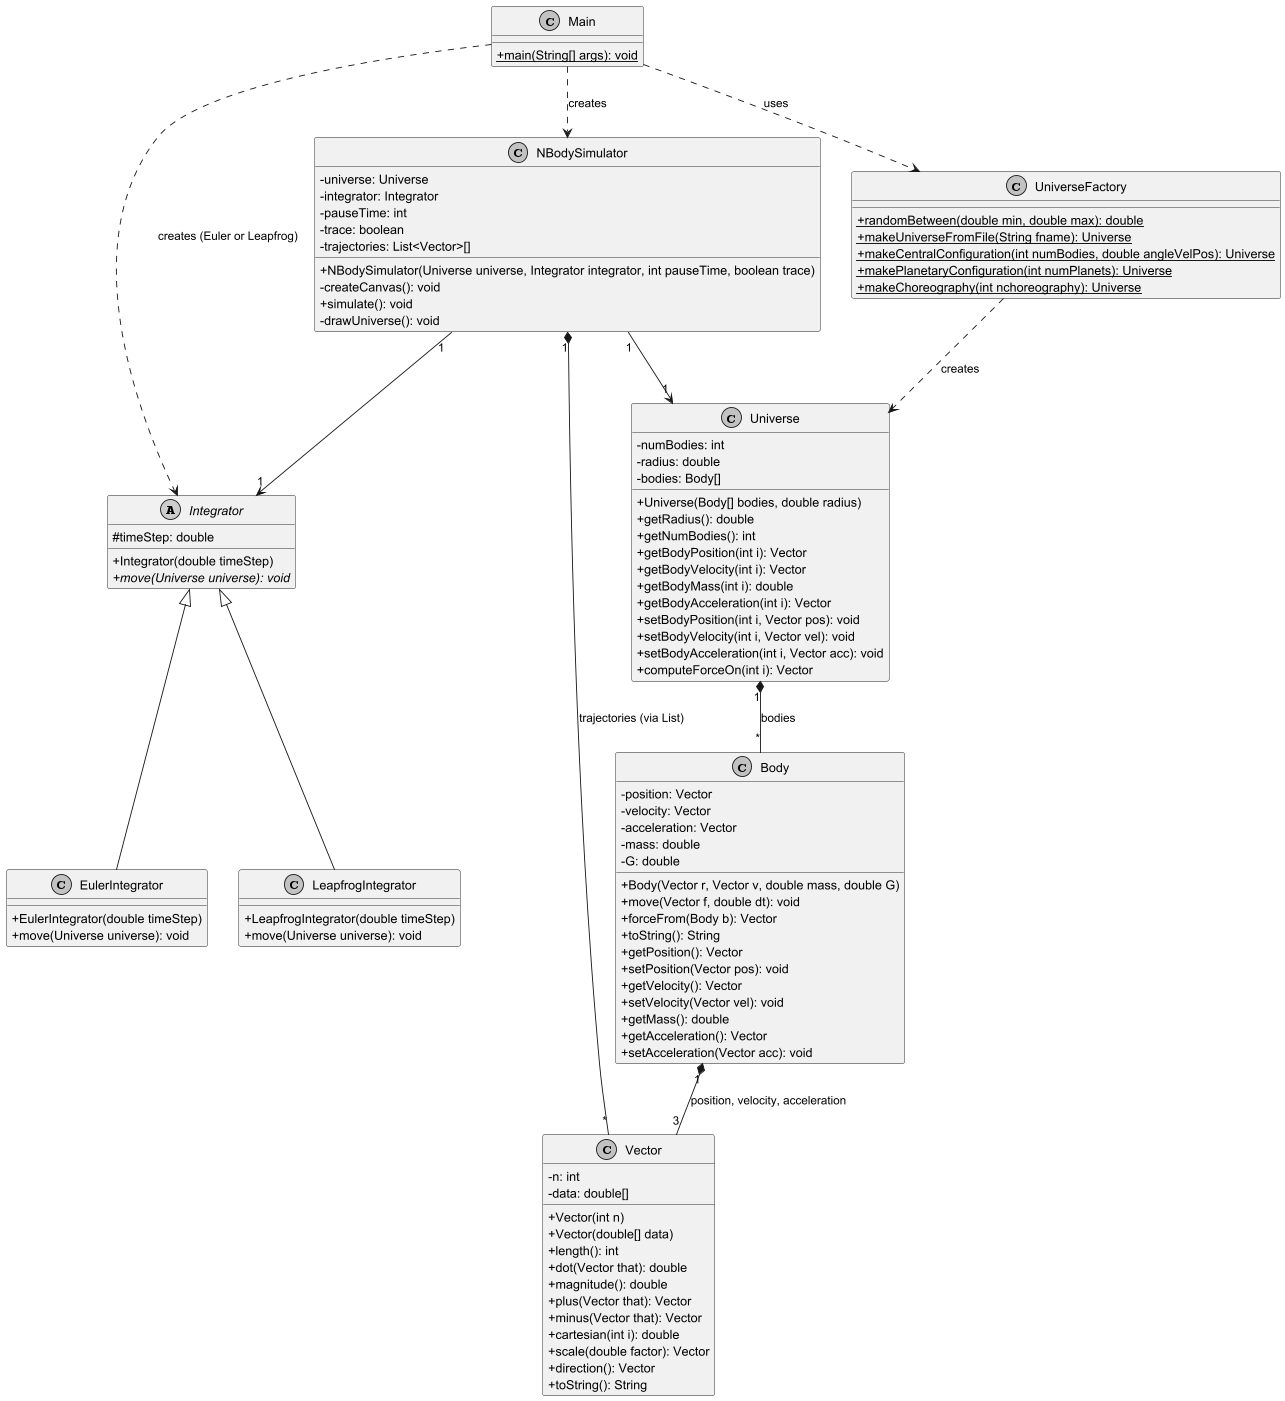 C Main
+main(String[] args): void
creates
uses
C NBodySimulator
-universe: Universe
-integrator: Integrator
-pauseTime: int
-trace: boolean
-trajectories: List<Vector>[]
+NBodySimulator(Universe universe, Integrator integrator, int pauseTime, boolean trace)
-createCanvas(): void
+simulate(): void
-drawUniverse(): void
C UniverseFactory
+randomBetween(double min, double max): double
+makeUniverseFromFile(String fname): Universe
+makeCentralConfiguration(int numBodies, double angleVelPos): Universe
+makePlanetaryConfiguration(int numPlanets): Universe
+makeChoreography(int nchoreography): Universe
creates (Euler or Leapfrog)
1
1
1
creates
1
1
C Universe
-numBodies: int
-radius: double
-bodies: Body[]
+Universe(Body[] bodies, double radius)
+getRadius(): double
+getNumBodies(): int
+getBodyPosition(int i): Vector
+getBodyVelocity(int i): Vector
+getBodyMass(int i): double
+getBodyAcceleration(int i): Vector
+setBodyPosition(int i, Vector pos): void
+setBodyVelocity(int i, Vector vel): void
+setBodyAcceleration(int i, Vector acc): void
+computeForceOn(int i): Vector
A Integrator
#timeStep: double
+Integrator(double timeStep)
+move(Universe universe): void
1
trajectories (via List)
bodies
*
C EulerIntegrator
+EulerIntegrator(double timeStep)
+move(Universe universe): void
C LeapfrogIntegrator
+LeapfrogIntegrator(double timeStep)
+move(Universe universe): void
C Body
-position: Vector
-velocity: Vector
-acceleration: Vector
-mass: double
-G: double
+Body(Vector r, Vector v, double mass, double G)
+move(Vector f, double dt): void
+forceFrom(Body b): Vector
+toString(): String
+getPosition(): Vector
+setPosition(Vector pos): void
+getVelocity(): Vector
+setVelocity(Vector vel): void
+getMass(): double
+getAcceleration(): Vector
+setAcceleration(Vector acc): void
1
position, velocity, acceleration
*
3
C Vector
-n: int
-data: double[]
+Vector(int n)
+Vector(double[] data)
+length(): int
+dot(Vector that): double
+magnitude(): double
+plus(Vector that): Vector
+minus(Vector that): Vector
+cartesian(int i): double
+scale(double factor): Vector
+direction(): Vector
+toString(): String